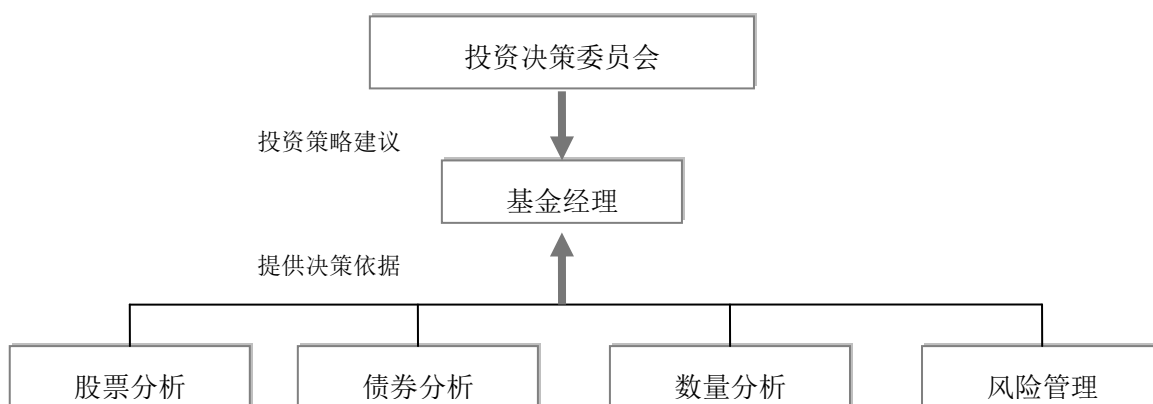 投资决策委员会
投资策略建议
基金经理
提供决策依据
股票分析 债券分析 数量分析 风险管理